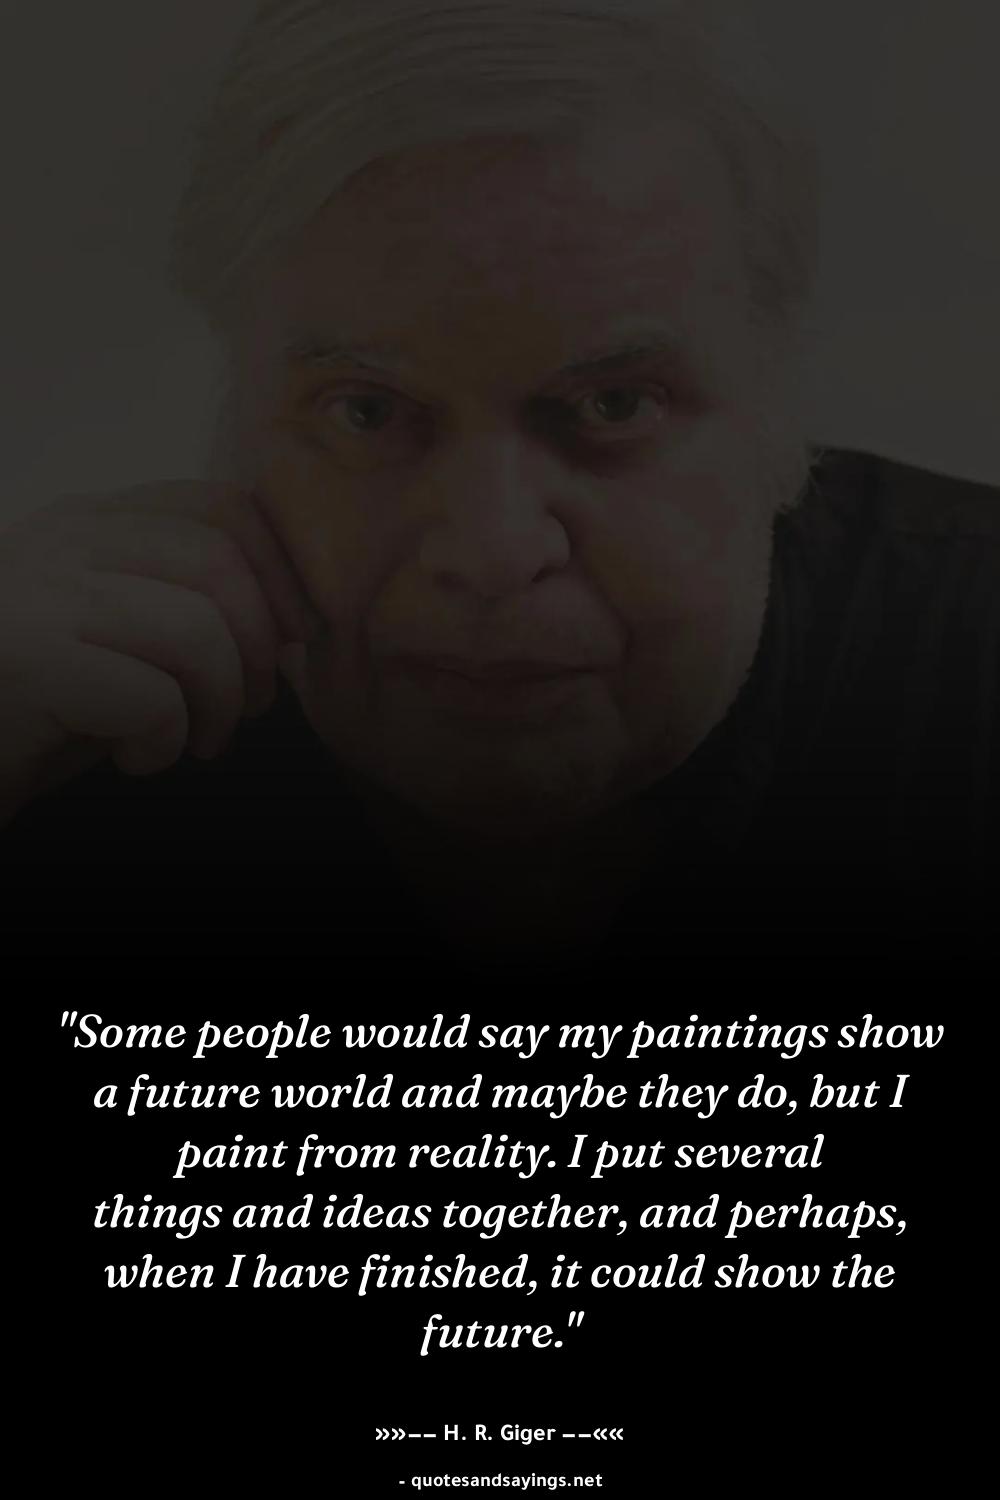 "Some people would say my paintings show
a future world and maybe they do, but I
paint from reality. I put several
things and ideas together, and perhaps,
when I have finished, it could show the
future."
»»−− H. R. Giger −−««
- quotesandsayings.net